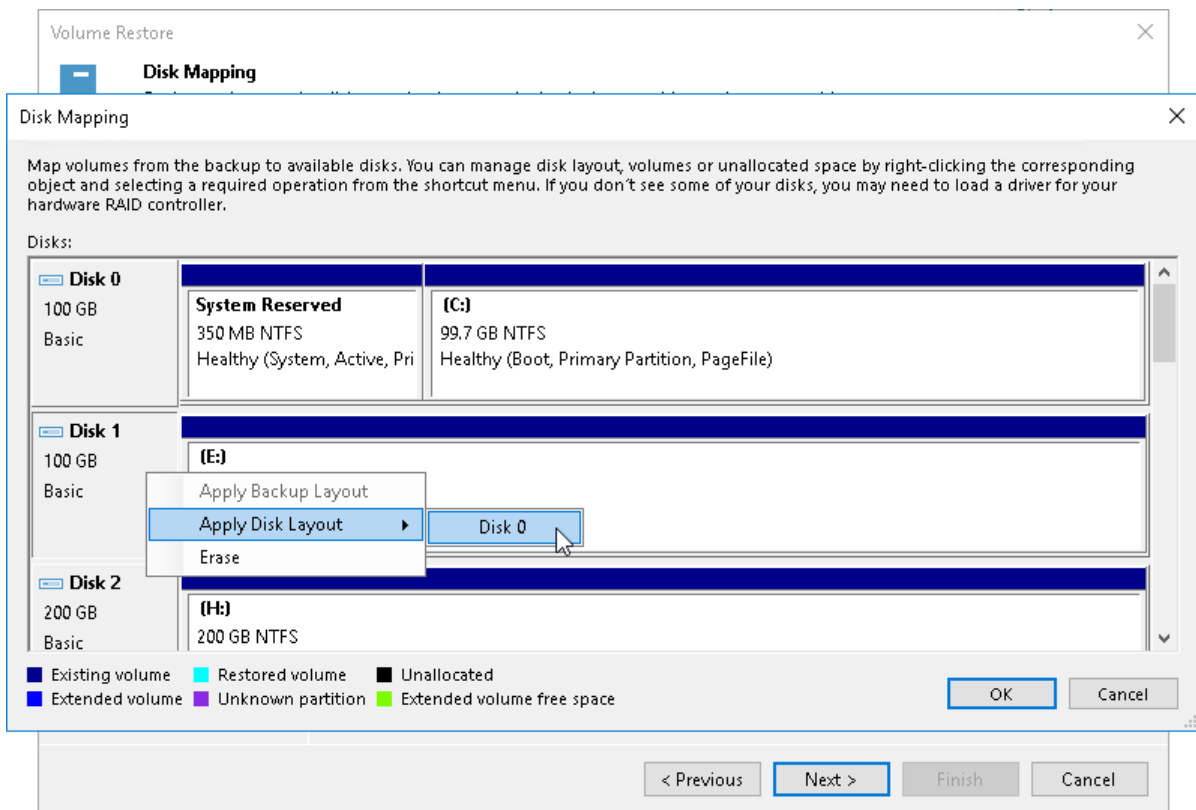 Volume Restore
Disk Mapping
Disk Mapping
Map volumes from the backup to available disks. You can manage disk layout, volumes or unallocated space by right-clicking the corresponding
object and selecting a required operation from the shortcut menu. If you don´t see some of your disks, you may need to load a driver for your
hardware RAID controller.
Disks:
Disk 0
100 GB
Basic
System Reserved
350 MB NTFS
Healthy (System, Active, Pri
(C:)
99.7 GB NTFS
Healthy (Boot, Primary Partition, PageFile)
Disk 1
100 GB
Basic
(E:)
Apply Backup Layout
Apply Disk Layout
Disk 0
Erase
Disk 2
200 GB
Basic
(H:)
200 GB NTFS
Existing volume
Restored volume
Unallocated
Extended volume
Unknown partition
Extended volume free space
OK
Cancel
< Previous
Next >
Finish
Cancel